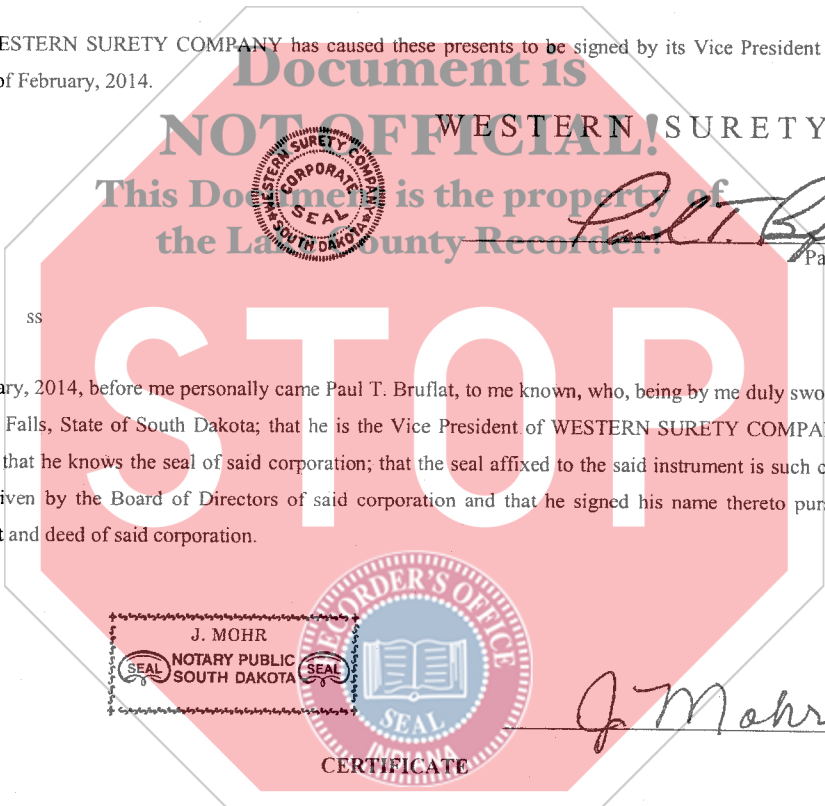 ESTERN SURETY COMPANY has caused these presents to be signed by its Vice President
of February, 2014.
Document is
NOT OFFICIAL!
This Document is the property of
the Lake County Recorder!
WESTERN SURETY
WESTERN SURETY COMPANY
CORPORATE
SEAL
SOUTH DAKOTA
Paul T.
Pa
ss
STOP
ary, 2014, before me personally came Paul T. Bruflat, to me known, who, being by me duly swo
Falls, State of South Dakota; that he is the Vice President of WESTERN SURETY COMPA
that he knows the seal of said corporation; that the seal affixed to the said instrument is such c
iven by the Board of Directors of said corporation and that he signed his name thereto purs
t and deed of said corporation.
RECORDER'S OFFICE
SEAL
INDIANA
J. MOHR
SEAL NOTARY PUBLIC SEAL
SOUTH DAKOTA
J. Mohr
CERTIFICATE